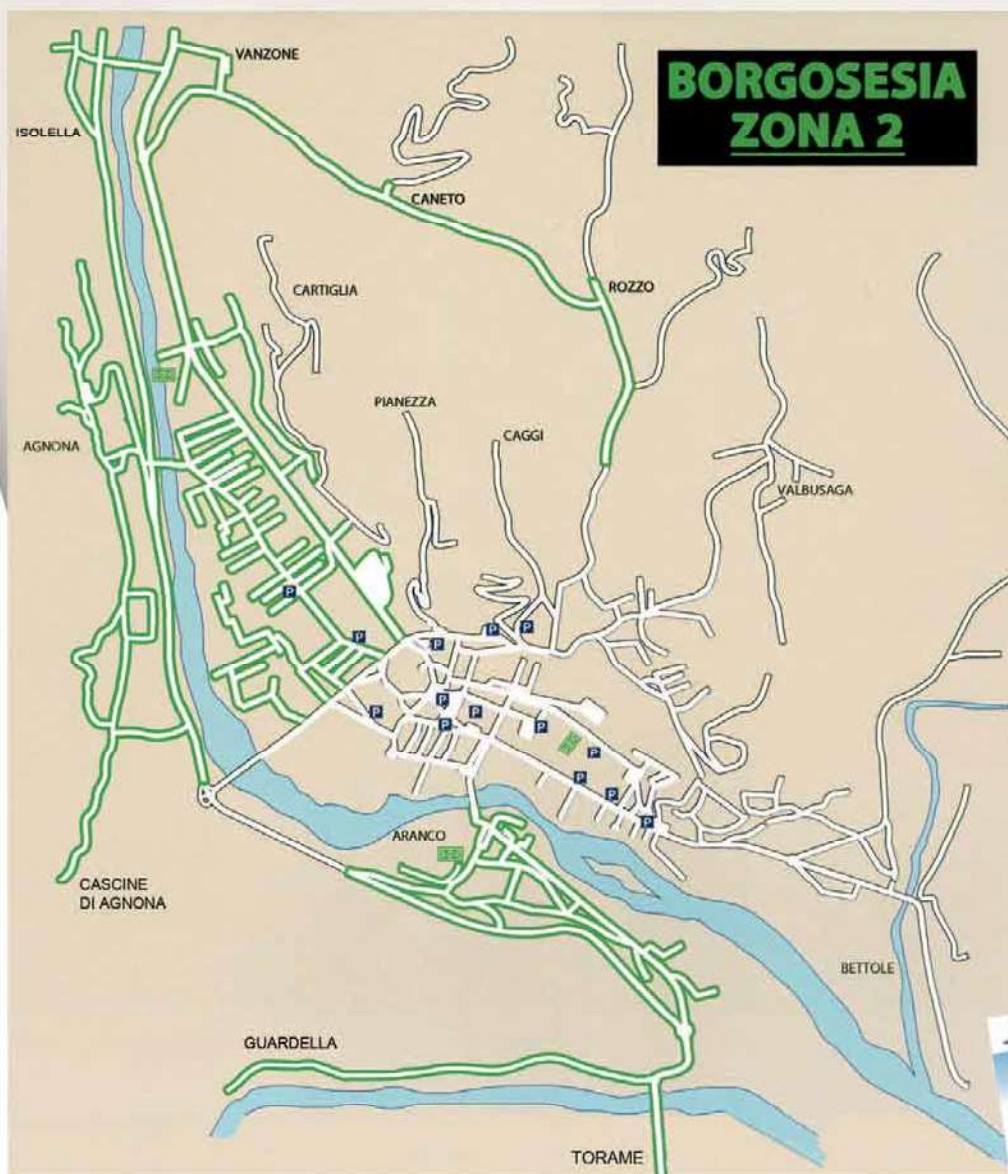 BORGOSESIA
ZONA 2
VANZONE
ISOLELLA
CANETO
ROZZO
CARTIGLIA
PIANEZZA
CAGGI
AGNONA
VALBUSAGA
P
P
P
P
P
P
P
P
P
P
P
P
P
P
ARANCO
CASCINE
DI AGNONA
BETTOLE
GUARDELLA
TORAME